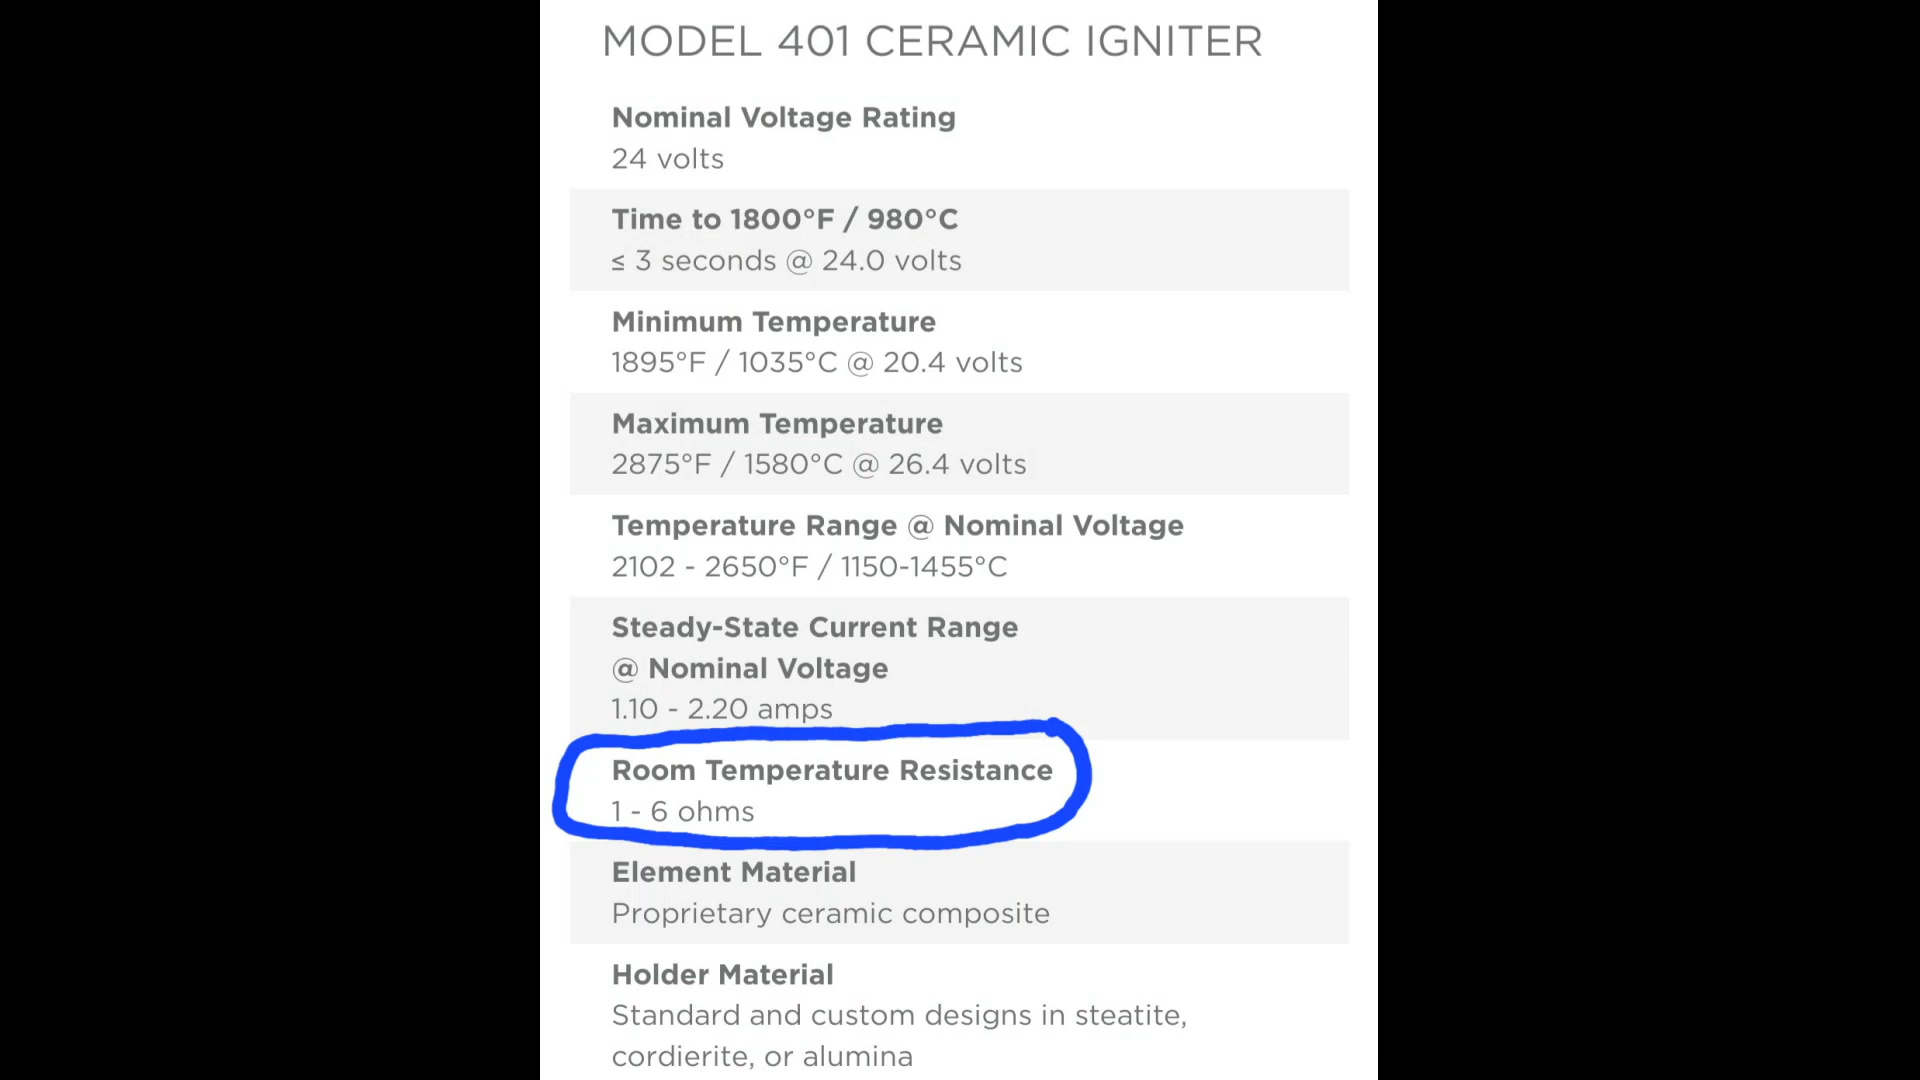 MODEL 401 CERAMIC IGNITER
Nominal Voltage Rating
24 volts
Time to 1800°F / 980°C
≤ 3 seconds @ 24.0 volts
Minimum Temperature
1895°F / 1035°C @ 20.4 volts
Maximum Temperature
2875°F / 1580°C @ 26.4 volts
Temperature Range @ Nominal Voltage
2102 - 2650°F / 1150-1455°C
Steady-State Current Range
@ Nominal Voltage
1.10 - 2.20 amps
Room Temperature Resistance
1 - 6 ohms
Element Material
Proprietary ceramic composite
Holder Material
Standard and custom designs in steatite,
cordierite, or alumina